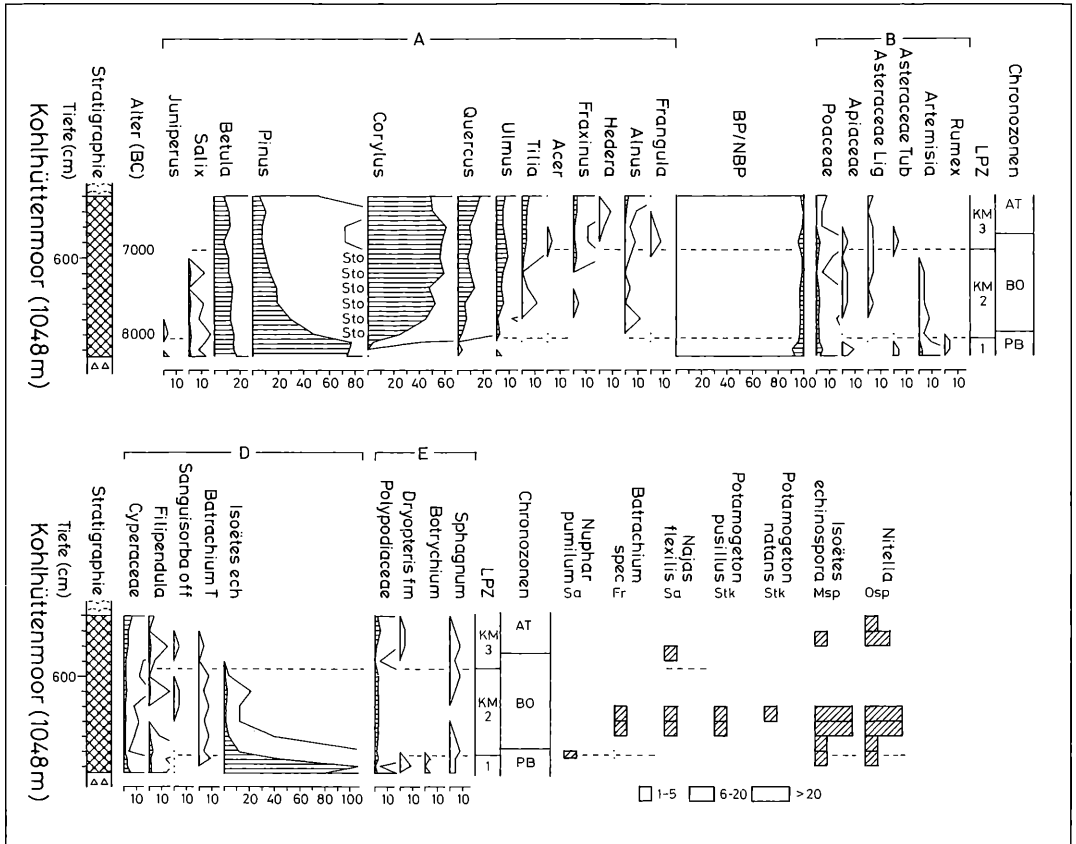 A
B
Kohlhüttenmoor (1048m)
Tiefe (cm)
Stratigraphie
Alter (BC)
Juniperus
Salix
Betula
Pinus
Corylus
Quercus
Ulmus
Tilia
Acer
Fraxinus
Hedera
Alnus
Frangula
BP/NBP
Poaceae
Apiaceae
Asteraceae Lig
Asteraceae Tub
Artemisia
Rumex
LPZ
Chronozonen
600
7000
8000
Sto
Sto
Sto
Sto
Sto
Sto
KM 3
KM 2
1
AT
BO
PB
10 10 20 20 40 60 80 20 40 60 20 10 10 10 10 10 10 10 20 30 40 60 80 100 10 10 10 10 10 10
D
E
Kohlhüttenmoor (1048m)
Tiefe (cm)
Stratigraphie
Cyperaceae
Filipendula
Sanguisorba off
Batrachium T
Isoëtes ech
Polypodiaceae
Dryopteris fm
Botrychium
Sphagnum
LPZ
Chronozonen
Nuphar pumilum
Sa
Batrachium spec
Fr
Najas flexilis
Sa
Potamogeton pusillus
Stk
Potamogeton natans
Stk
Isoëtes echinospora
Msp
Nitella
Osp
600
KM 3
KM 2
1
AT
BO
PB
10 10 10 10 20 40 60 80 100 10 10 10 10
1-5 6-20 >20